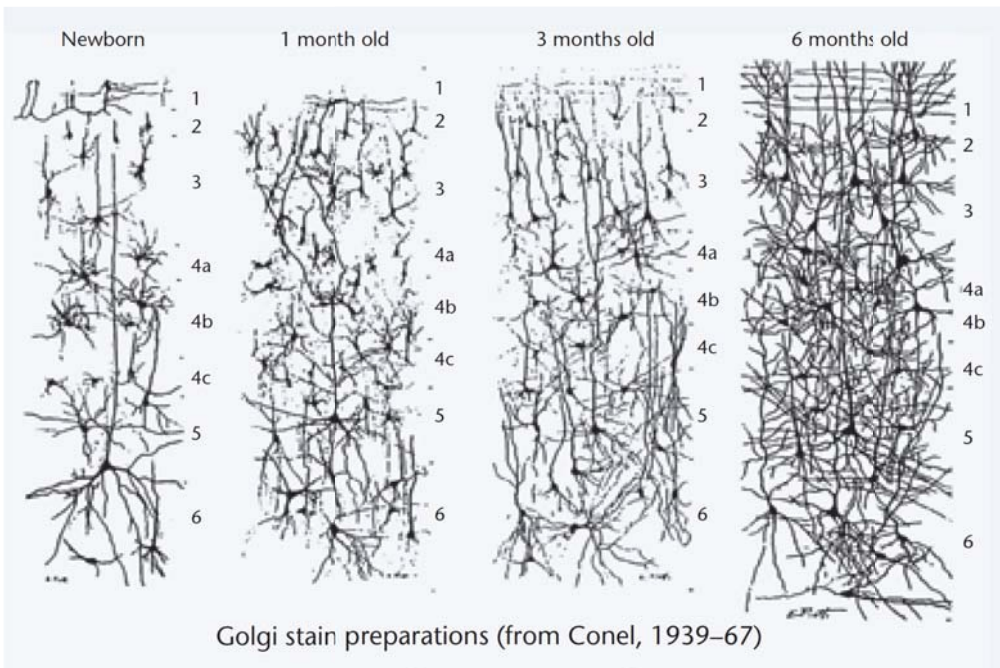 Newborn 1 month old 3 months old 6 months old
1 1 1 1
2 2 2 2
3 3 3 3
4a 4a 4a 4a
4b 4b 4b 4b
4c 4c 4c 4c
5 5 5 5
6 6 6 6
Golgi stain preparations (from Conel, 1939–67)